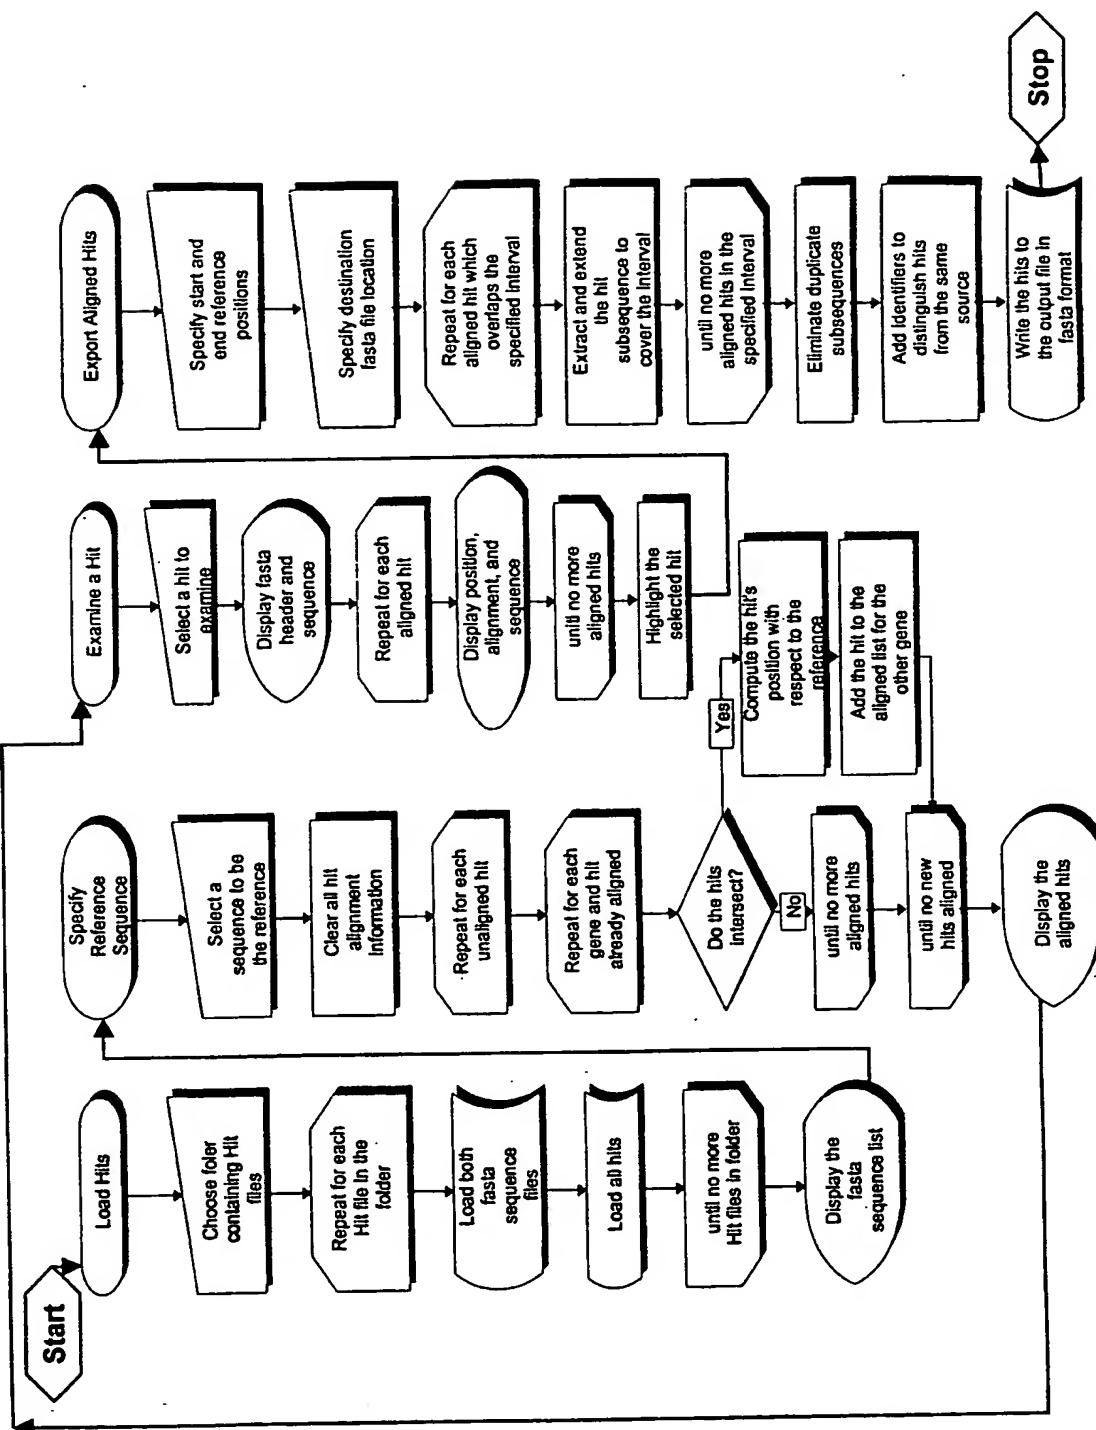 Start
Load Hits
Choose foler
containing Hit
files
Repeat for each
Hit file in the
folder
Load both
fasta
sequence
files
Load all hits
until no more
Hit files in folder
Display the
fasta
sequence list
Specify
Reference
Sequence
Select a
sequence to be
the reference
Clear all hit
alignment
Information
Repeat for each
unaligned hit
Repeat for each
gene and hit
already aligned
Do the hits
intersect?
No
until no more
aligned hits
until no new
hits aligned
Display the
aligned hits
Yes
Compute the hit's
position with
respect to the
reference
Add the hit to the
aligned list for the
other gene
Examine a Hit
Select a hit to
examine
Display fasta
header and
sequence
Repeat for each
aligned hit
Display position,
alignment, and
sequence
until no more
aligned hits
Highlight the
selected hit
Export Aligned Hits
Specify start and
end reference
positions
Specify destination
fasta file location
Repeat for each
aligned hit which
overlaps the
specified Interval
Extract and extend
the hit
subsequence to
cover the Interval
until no more
aligned hits in the
specified Interval
Eliminate duplicate
subsequences
Add identifiers to
distinguish hits
from the same
source
Write the hits to
the output file in
fasta format
Stop